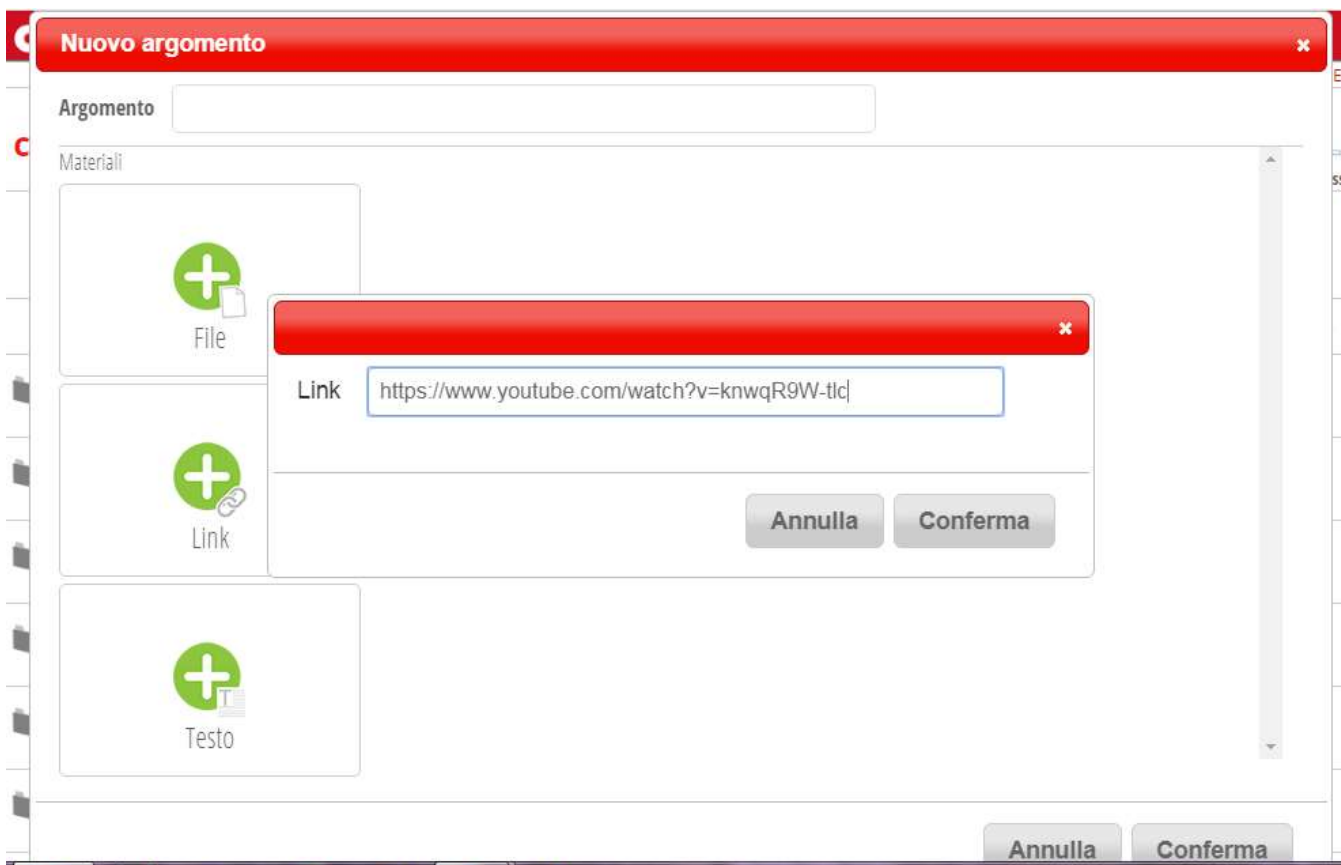 Nuovo argomento
Argomento
Materiali
File
Link https://www.youtube.com/watch?v=knwqR9W-tlc
Link
Annulla Conferma
Testo
Annulla Conferma